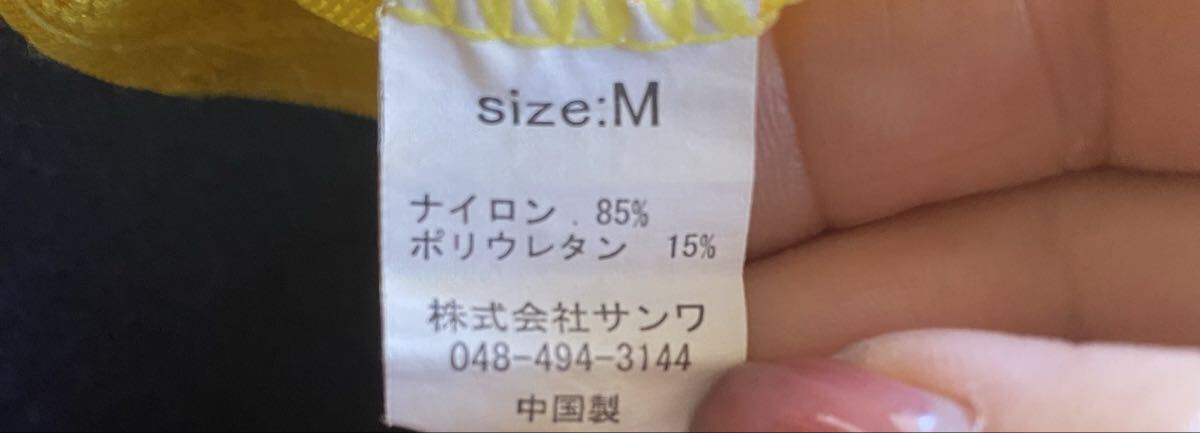 size:M
ナイロン . 85%
ポリウレタン 15%
株式会社サンワ
048-494-3144
中国製